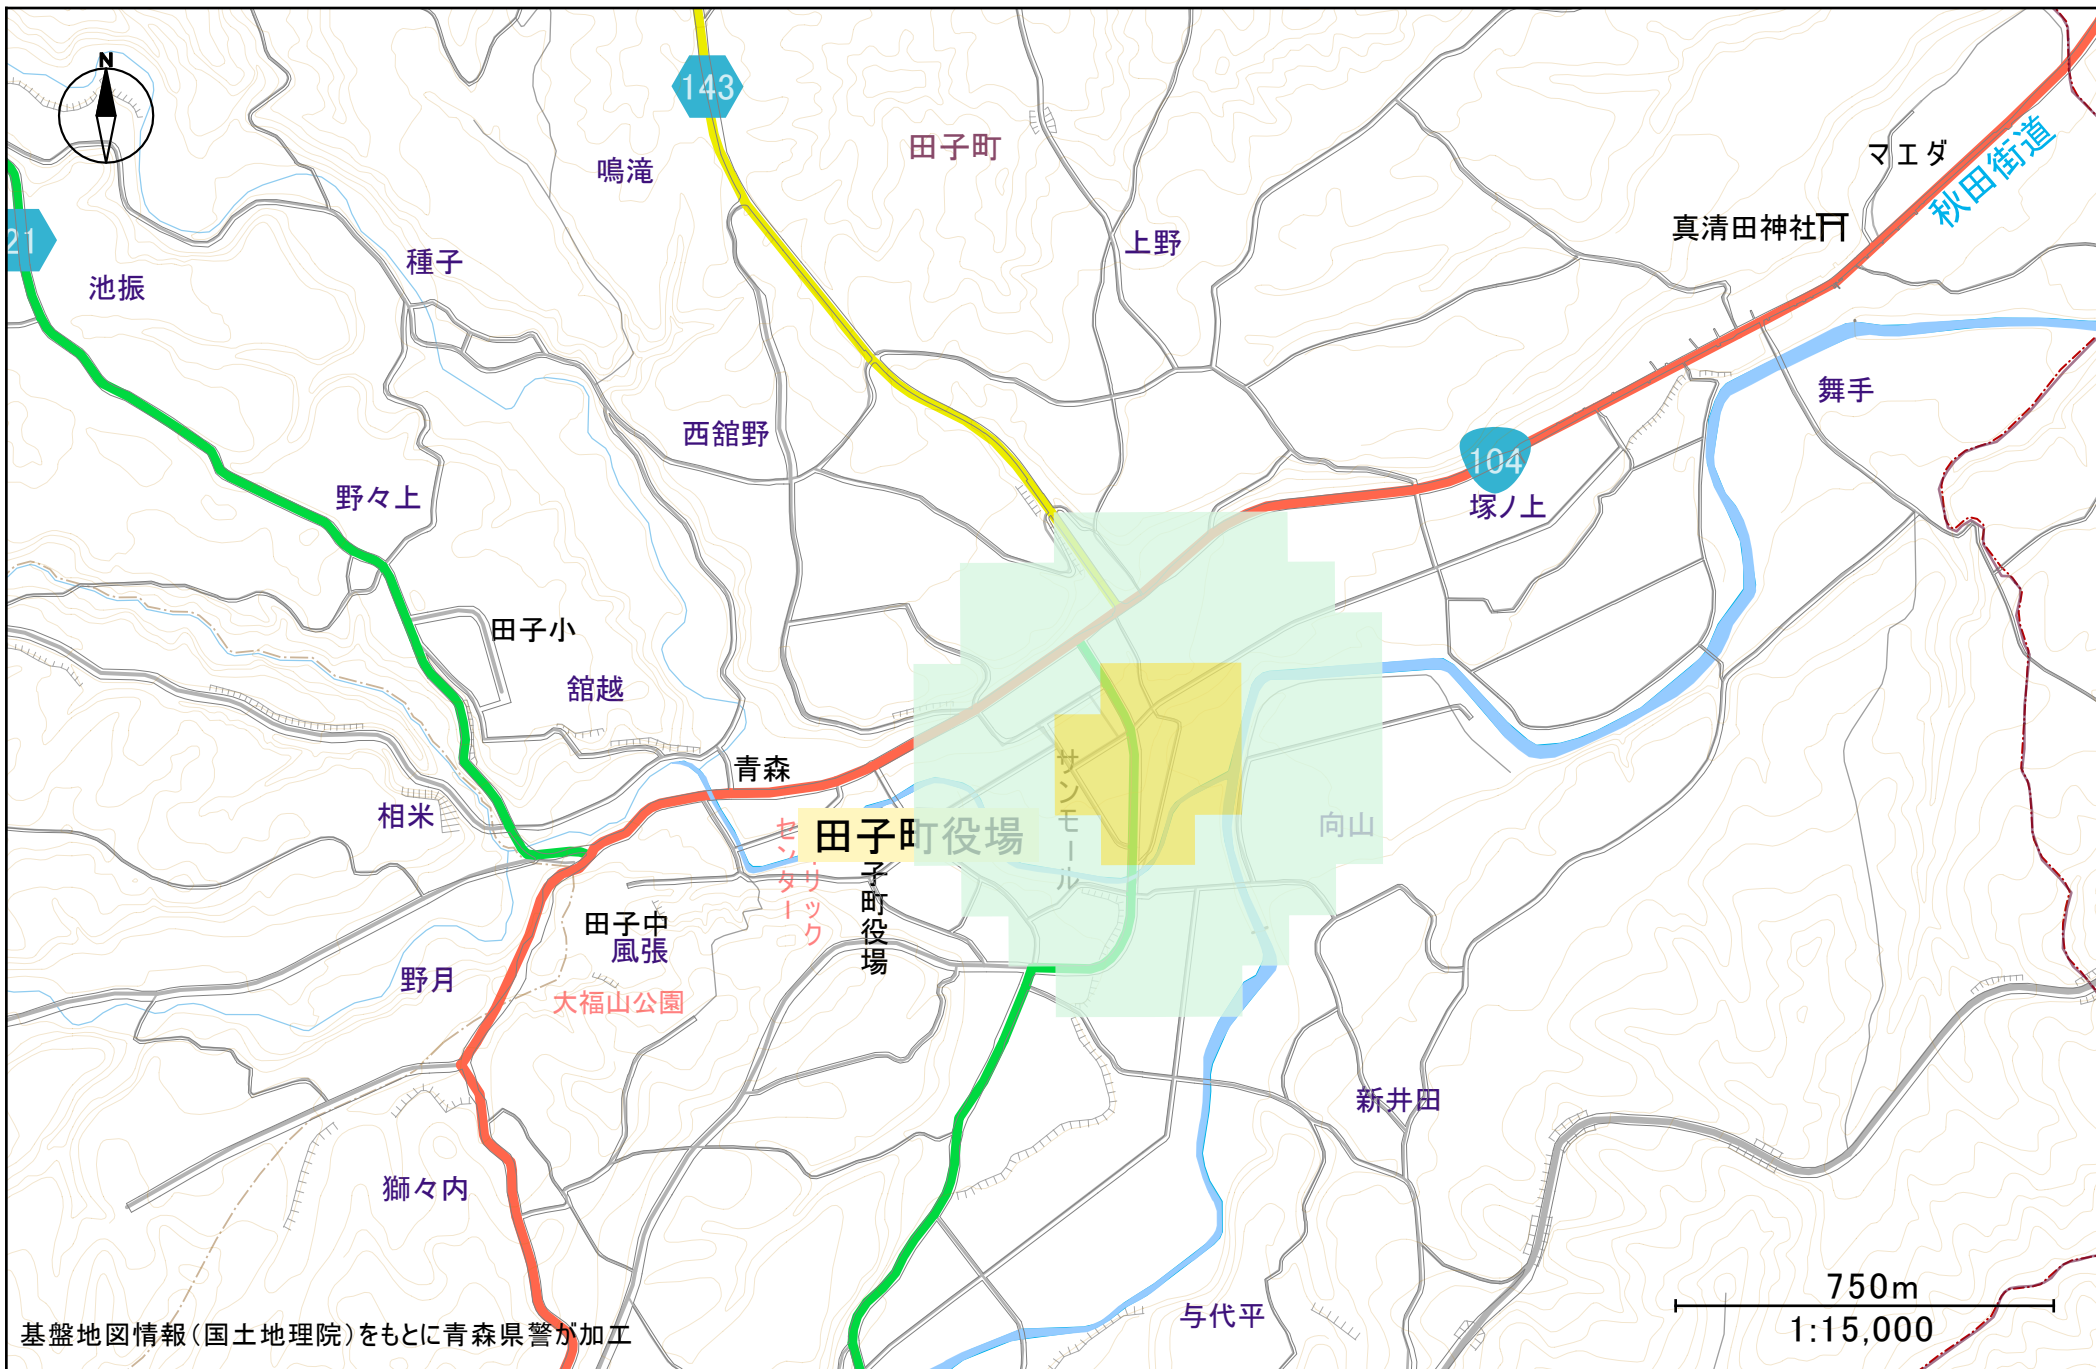 N
143
田子町
鳴滝
マエダ
秋田街道
真清田神社
21
上野
種子
池振
舞手
西舘野
104
塚ノ上
野々上
田子小
舘越
青森
サンモール
相米
田子町役場
向山
センター
リック
子町役場
田子中
風張
野月
大福山公園
新井田
獅々内
与代平
750m
1:15,000
基盤地図情報(国土地理院)をもとに青森県警が加工